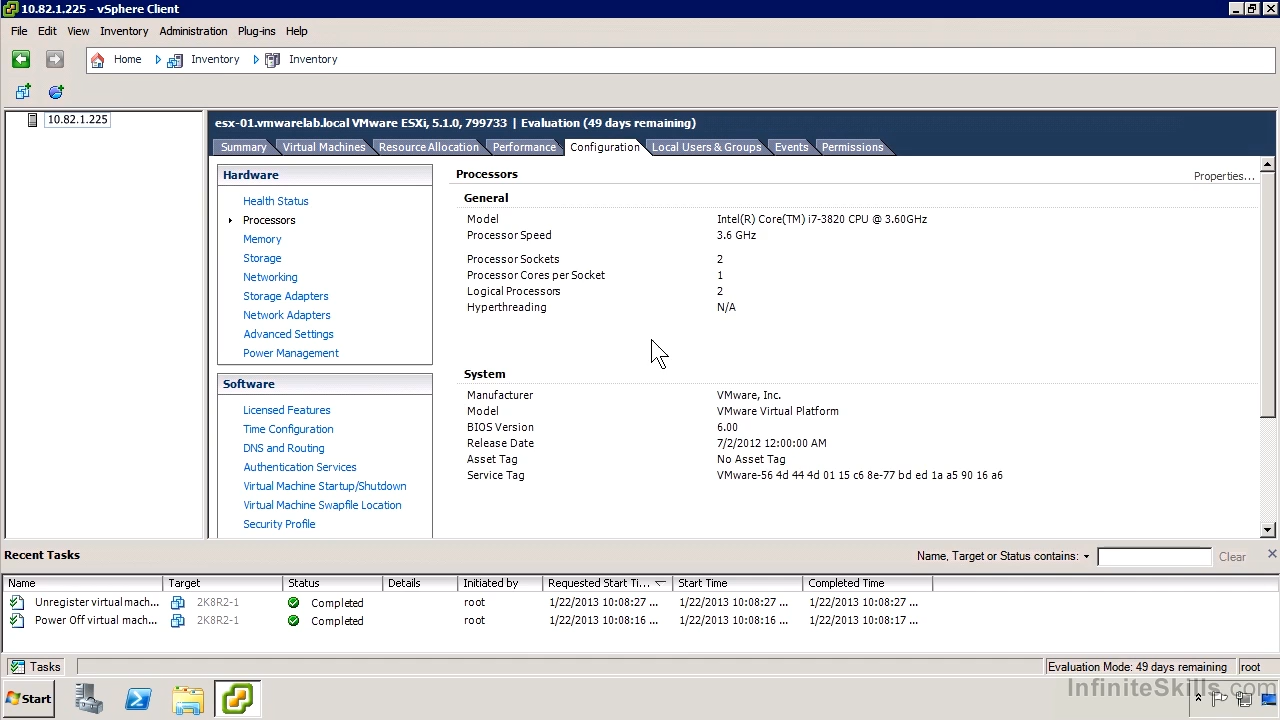 10.82.1.225 - vSphere Client
File Edit View Inventory Administration Plug-ins Help
Home Inventory Inventory
10.82.1.225
esx-01.vmwarelab.local VMware ESXi, 5.1.0, 799733 | Evaluation (49 days remaining)
Summary Virtual Machines Resource Allocation Performance Configuration Local Users & Groups Events Permissions
Hardware
Health Status
Processors
Memory
Storage
Networking
Storage Adapters
Network Adapters
Advanced Settings
Power Management
Software
Licensed Features
Time Configuration
DNS and Routing
Authentication Services
Virtual Machine Startup/Shutdown
Virtual Machine Swapfile Location
Security Profile
Processors
Properties...
General
Model Intel(R) Core(TM) i7-3820 CPU @ 3.60GHz
Processor Speed 3.6 GHz
Processor Sockets 2
Processor Cores per Socket 1
Logical Processors 2
Hyperthreading N/A
System
Manufacturer VMware, Inc.
Model VMware Virtual Platform
BIOS Version 6.00
Release Date 7/2/2012 12:00:00 AM
Asset Tag No Asset Tag
Service Tag VMware-56 4d 44 4d 01 15 c6 8e-77 bd ed 1a a5 90 16 a6
Recent Tasks Name, Target or Status contains: Clear
Name Target Status Details Initiated by Requested Start Ti... Start Time Completed Time
Unregister virtual mach... 2K8R2-1 Completed root 1/22/2013 10:08:27 ... 1/22/2013 10:08:27 ... 1/22/2013 10:08:27 ...
Power Off virtual mach... 2K8R2-1 Completed root 1/22/2013 10:08:16 ... 1/22/2013 10:08:16 ... 1/22/2013 10:08:17 ...
Tasks Evaluation Mode: 49 days remaining root
Start
InfiniteSkills.com